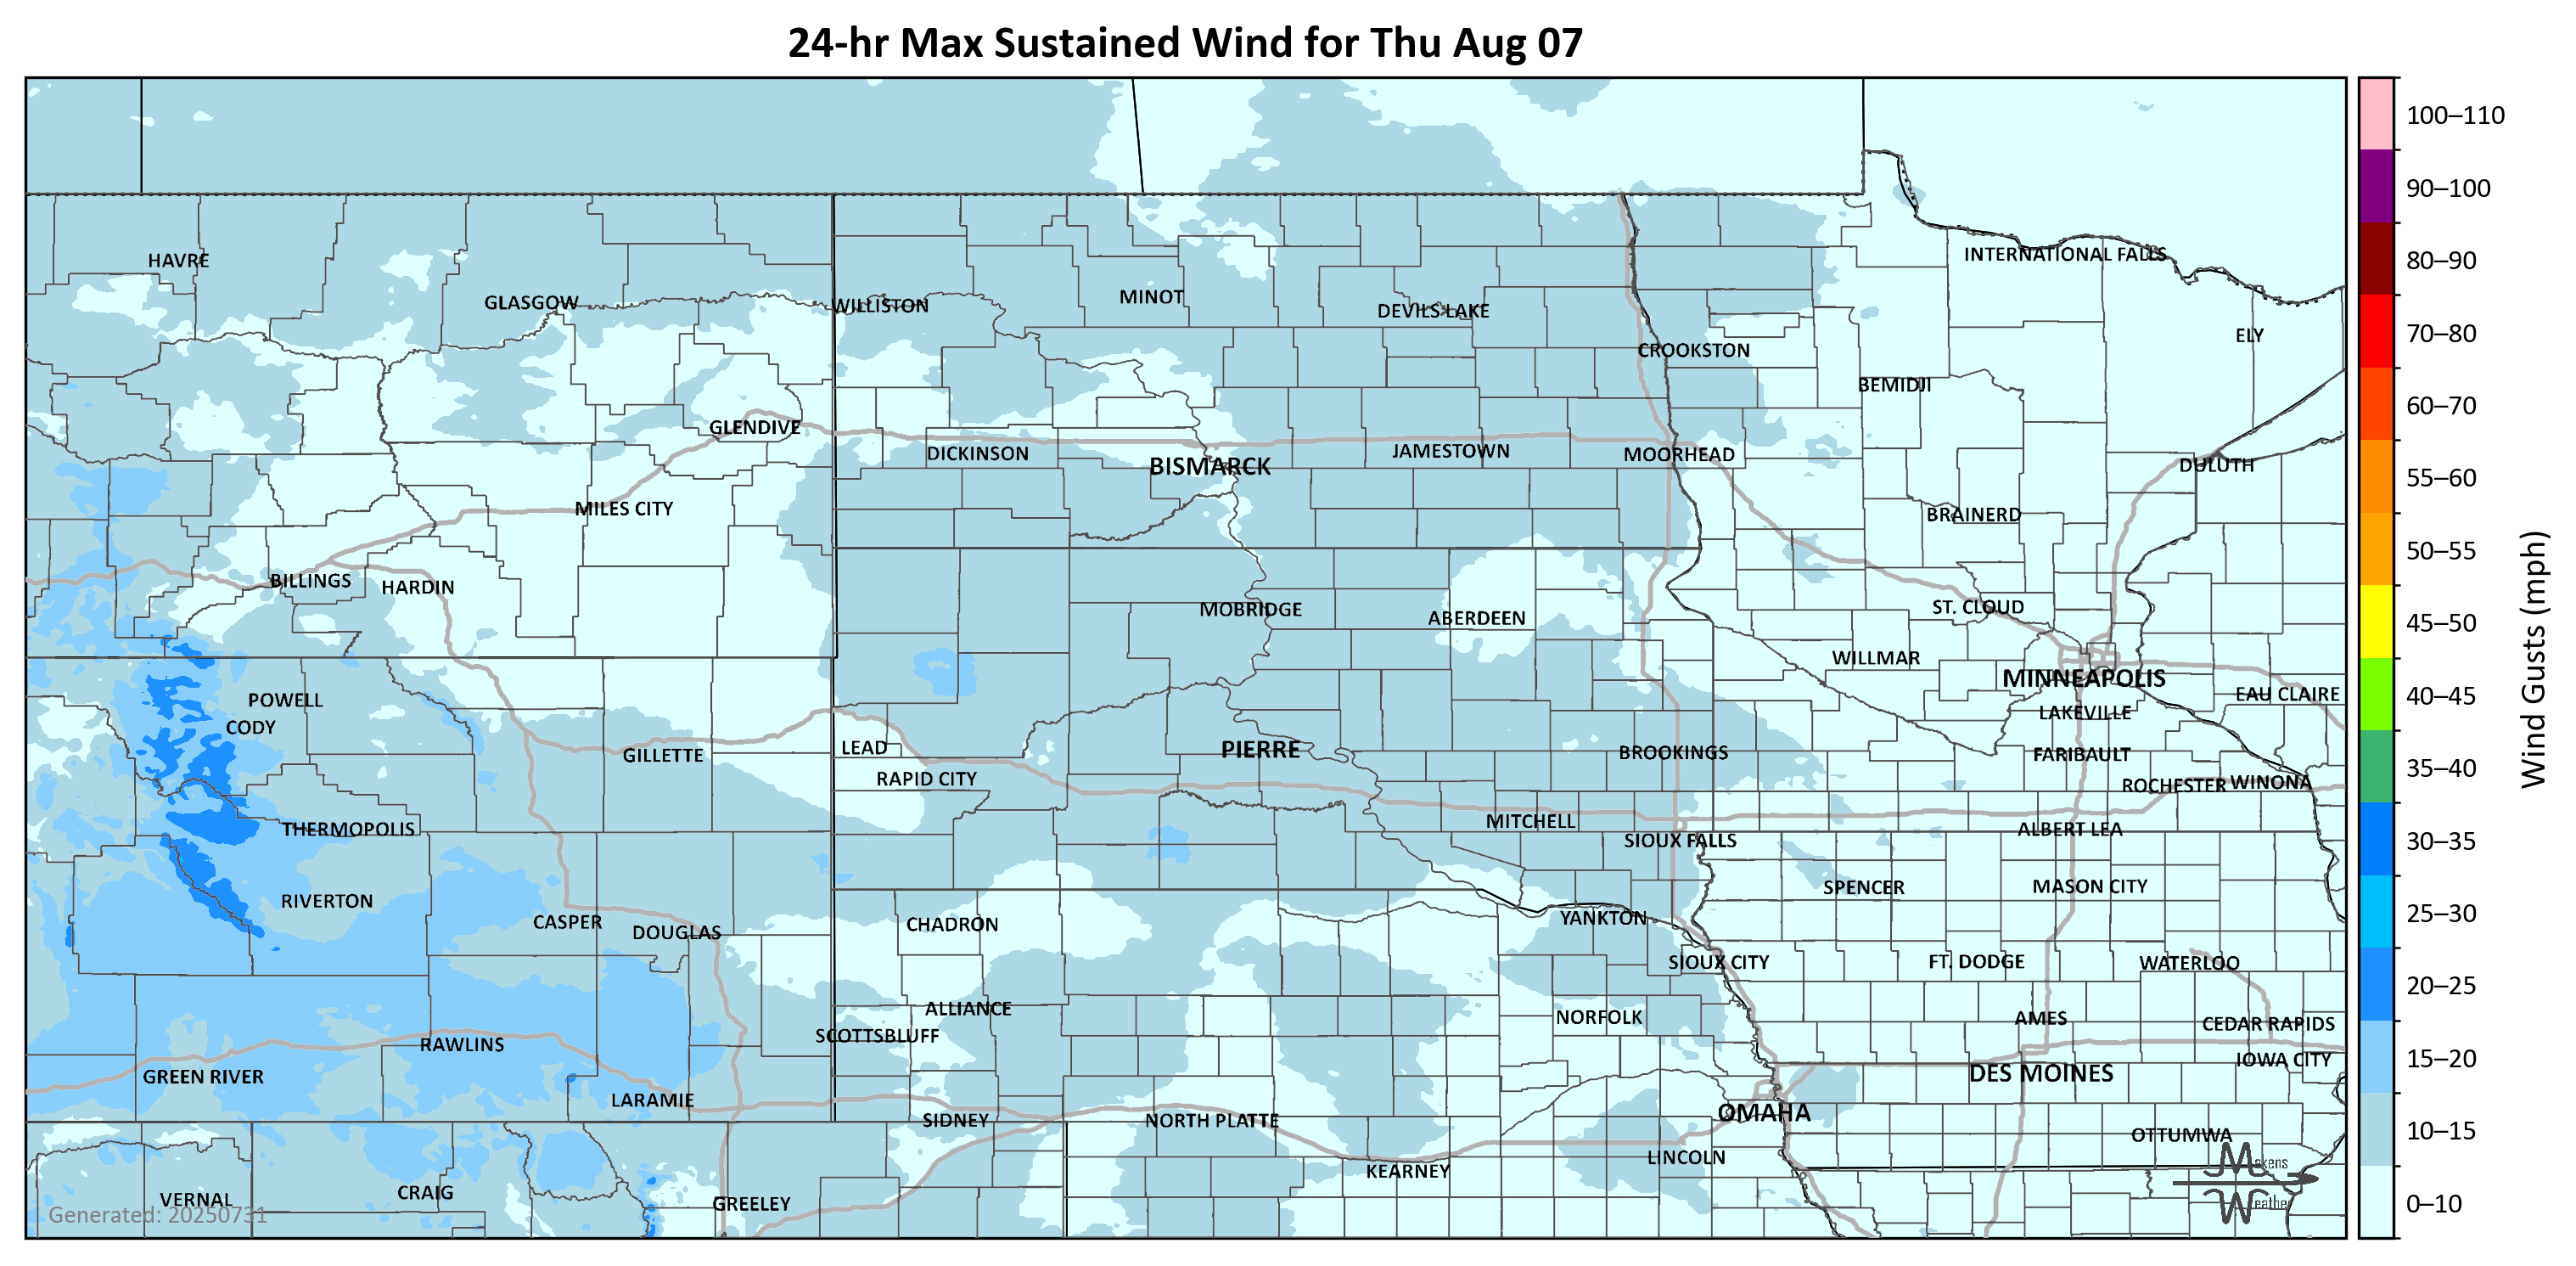 24-hr Max Sustained Wind for Thu Aug 07
100–110
90–100
80–90
70–80
60–70
55–60
50–55
45–50
40–45
35–40
30–35
25–30
20–25
15–20
10–15
0–10
Wind Gusts (mph)
HAVRE
GLASGOW
WILLISTON
MINOT
DEVILS LAKE
INTERNATIONAL FALLS
ELY
CROOKSTON
BEMIDJI
GLENDIVE
DICKINSON
BISMARCK
JAMESTOWN
MOORHEAD
DULUTH
MILES CITY
BRAINERD
BILLINGS
HARDIN
MOBRIDGE
ABERDEEN
ST. CLOUD
WILLMAR
MINNEAPOLIS
EAU CLAIRE
POWELL
CODY
LAKEVILLE
GILLETTE
LEAD
PIERRE
BROOKINGS
FARIBAULT
RAPID CITY
ROCHESTER
WINONA
THERMOPOLIS
MITCHELL
SIOUX FALLS
ALBERT LEA
RIVERTON
SPENCER
MASON CITY
CASPER
DOUGLAS
CHADRON
YANKTON
SIOUX CITY
FT. DODGE
WATERLOO
ALLIANCE
SCOTTSBLUFF
NORFOLK
AMES
CEDAR RAPIDS
RAWLINS
IOWA CITY
GREEN RIVER
DES MOINES
LARAMIE
SIDNEY
NORTH PLATTE
OMAHA
OTTUMWA
KEARNEY
LINCOLN
VERNAL
CRAIG
GREELEY
Generated: 20250731
Makens
Weather